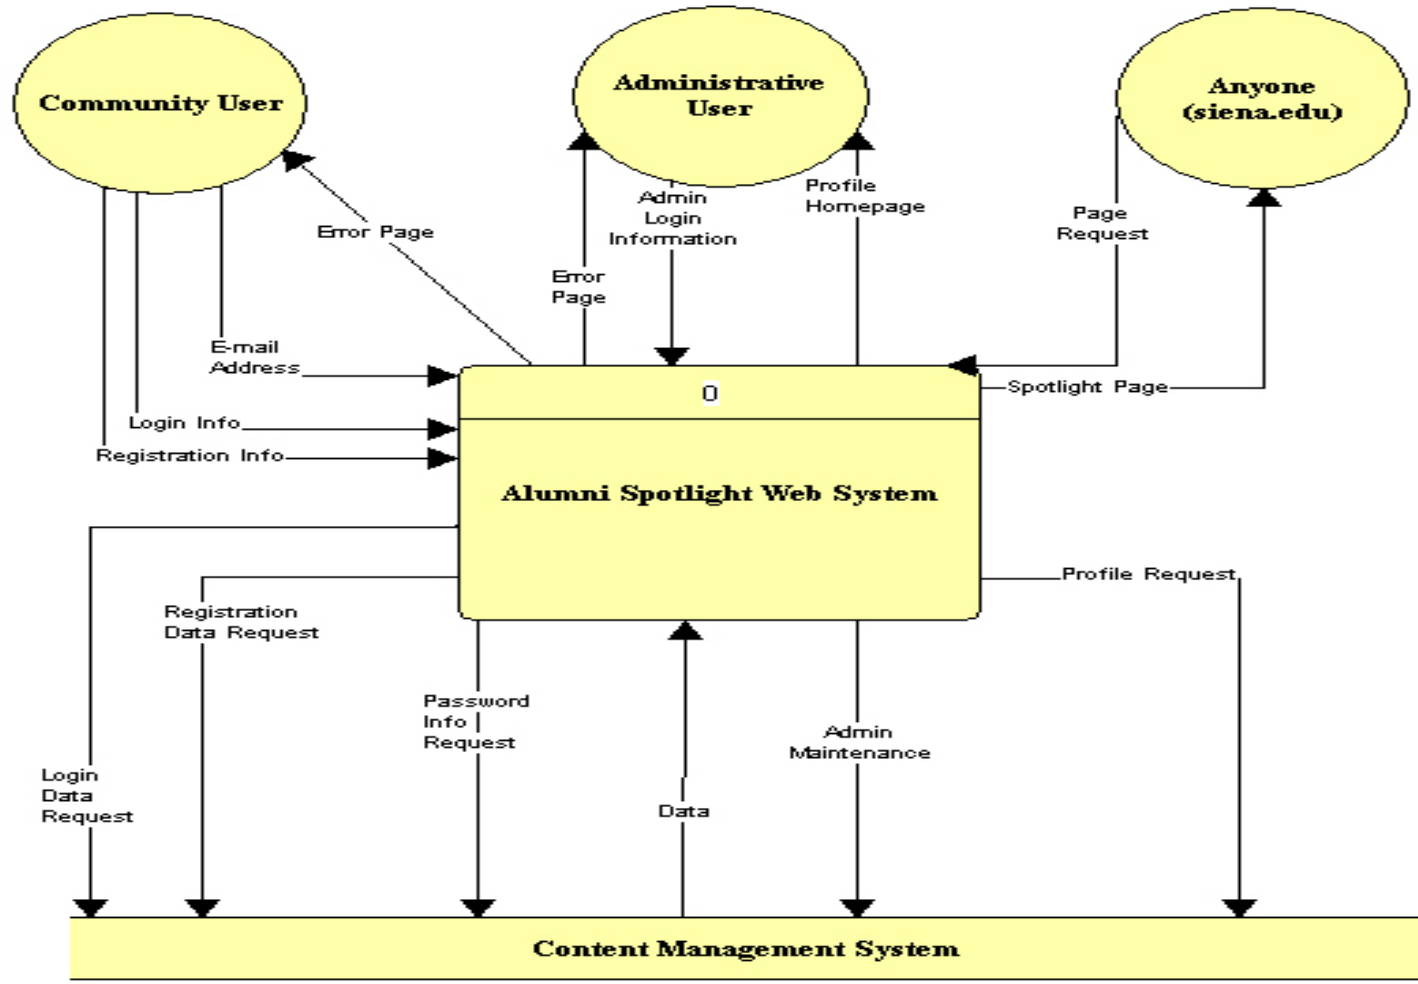 Community User
Administrative
User
Anyone
(siena.edu)
Error Page
Admin
Login
Information
Profile
Homepage
Page
Request
Error
Page
E-mail
Address
Login Info
Registration Info
0
Spotlight Page
Alumni Spotlight Web System
Registration
Data Request
Profile Request
Password
Info
Request
Admin
Maintenance
Login
Data
Request
Data
Content Management System